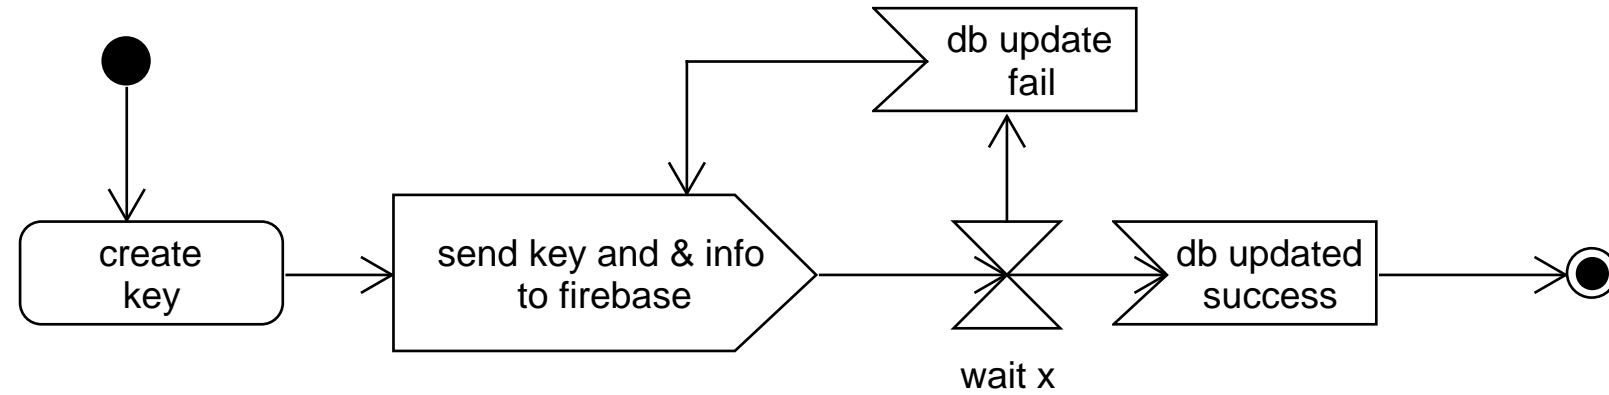 db update
fail
create
key
send key and & info
to firebase
db updated
success
wait x